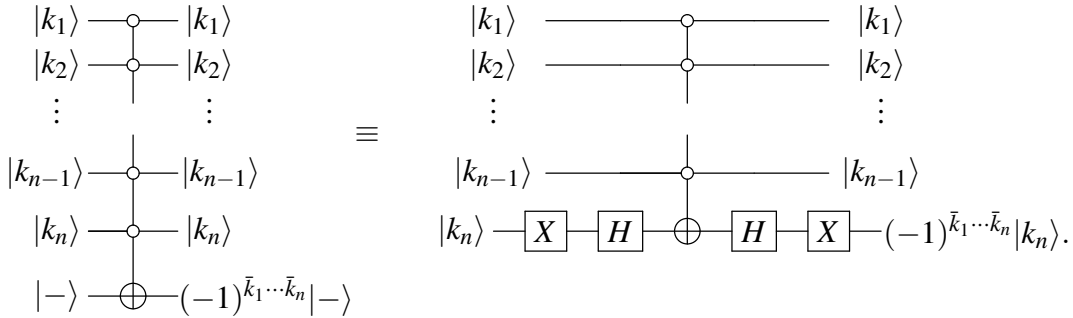 |k₁⟩ |k₁⟩ |k₁⟩ |k₁⟩
|k₂⟩ |k₂⟩ |k₂⟩ |k₂⟩
⋮ ⋮ ≡ ⋮ ⋮
|kₙ₋₁⟩ |kₙ₋₁⟩ |kₙ₋₁⟩ |kₙ₋₁⟩
|kₙ⟩ |kₙ⟩ |kₙ⟩ X H H X (−1)^{k̄₁⋯k̄ₙ}|kₙ⟩.
|−⟩ (−1)^{k̄₁⋯k̄ₙ}|−⟩